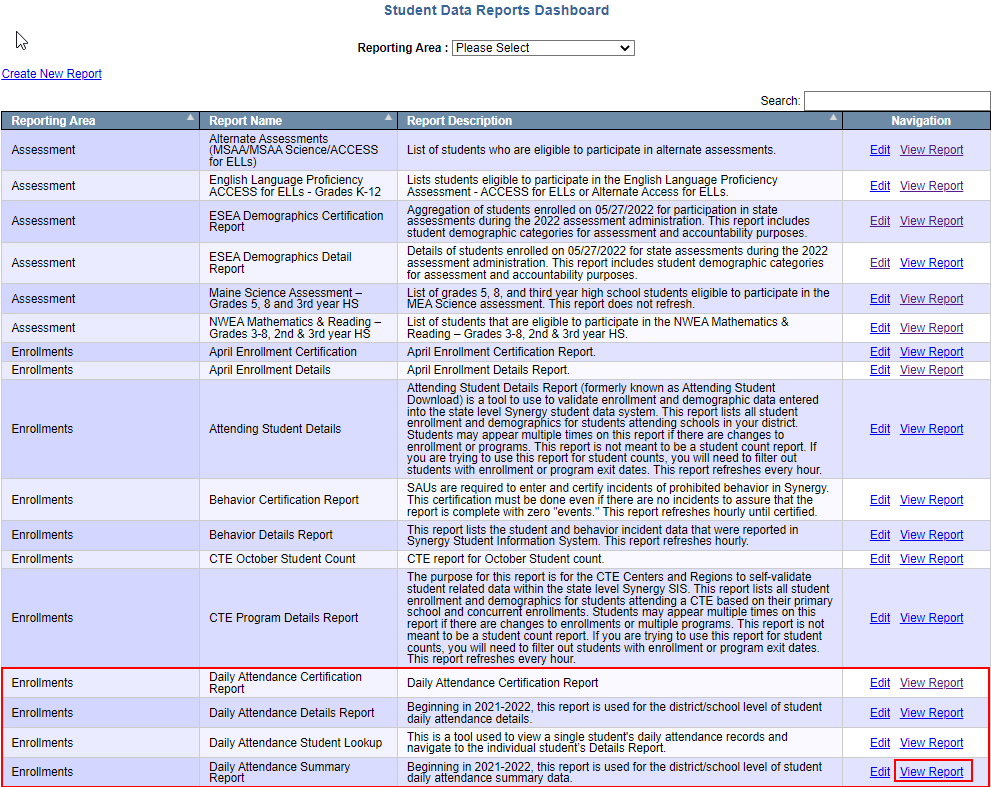 Student Data Reports Dashboard
Reporting Area : Please Select
Create New Report
Search:
Reporting Area Report Name Report Description Navigation
Assessment
Alternate Assessments
(MSAA/MSAA Science/ACCESS
for ELLs)
List of students who are eligible to participate in alternate assessments.
Edit View Report
Assessment
English Language Proficiency
ACCESS for ELLs - Grades K-12
Lists students eligible to participate in the English Language Proficiency
Assessment - ACCESS for ELLs or Alternate Access for ELLs.
Edit View Report
Assessment
ESEA Demographics Certification
Report
Aggregation of students enrolled on 05/27/2022 for participation in state
assessments during the 2022 assessment administration. This report includes
student demographic categories for assessment and accountability purposes.
Edit View Report
Assessment
ESEA Demographics Detail
Report
Details of students enrolled on 05/27/2022 for state assessments during the 2022
assessment administration. This report includes student demographic categories
for assessment and accountability purposes.
Edit View Report
Assessment
Maine Science Assessment –
Grades 5, 8 and 3rd year HS
List of grades 5, 8, and third year high school students eligible to participate in the
MEA Science assessment. This report does not refresh.
Edit View Report
Assessment
NWEA Mathematics & Reading –
Grades 3-8, 2nd & 3rd year HS
List of students that are eligible to participate in the NWEA Mathematics &
Reading – Grades 3-8, 2nd & 3rd year HS.
Edit View Report
Enrollments
April Enrollment Certification
April Enrollment Certification Report.
Edit View Report
Enrollments
April Enrollment Details
April Enrollment Details Report.
Edit View Report
Enrollments
Attending Student Details
Attending Student Details Report (formerly known as Attending Student
Download) is a tool to use to validate enrollment and demographic data entered
into the state level Synergy student data system. This report lists all student
enrollment and demographics for students attending schools in your district.
Students may appear multiple times on this report if there are changes to
enrollment or programs. This report is not meant to be a student count report. If
you are trying to use this report for student counts, you will need to filter out
students with enrollment or program exit dates. This report refreshes every hour.
Edit View Report
Enrollments
Behavior Certification Report
SAUs are required to enter and certify incidents of prohibited behavior in Synergy.
This certification must be done even if there are no incidents to assure that the
report is complete with zero "events." This report refreshes hourly until certified.
Edit View Report
Enrollments
Behavior Details Report
This report lists the student and behavior incident data that were reported in
Synergy Student Information System. This report refreshes hourly.
Edit View Report
Enrollments
CTE October Student Count
CTE report for October Student count.
Edit View Report
Enrollments
CTE Program Details Report
The purpose for this report is for the CTE Centers and Regions to self-validate
student related data within the state level Synergy SIS. This report lists all student
enrollment and demographics for students attending a CTE based on their primary
school and concurrent enrollments. Students may appear multiple times on this
report if there are changes to enrollments or multiple programs. This report is not
meant to be a student count report. If you are trying to use this report for student
counts, you will need to filter out students with enrollment or program exit dates.
This report refreshes every hour.
Edit View Report
Enrollments
Daily Attendance Certification
Report
Daily Attendance Certification Report
Edit View Report
Enrollments
Daily Attendance Details Report
Beginning in 2021-2022, this report is used for the district/school level of student
daily attendance details.
Edit View Report
Enrollments
Daily Attendance Student Lookup
This is a tool used to view a single student's daily attendance records and
navigate to the individual student's Details Report.
Edit View Report
Enrollments
Daily Attendance Summary
Report
Beginning in 2021-2022, this report is used for the district/school level of student
daily attendance summary data.
Edit View Report